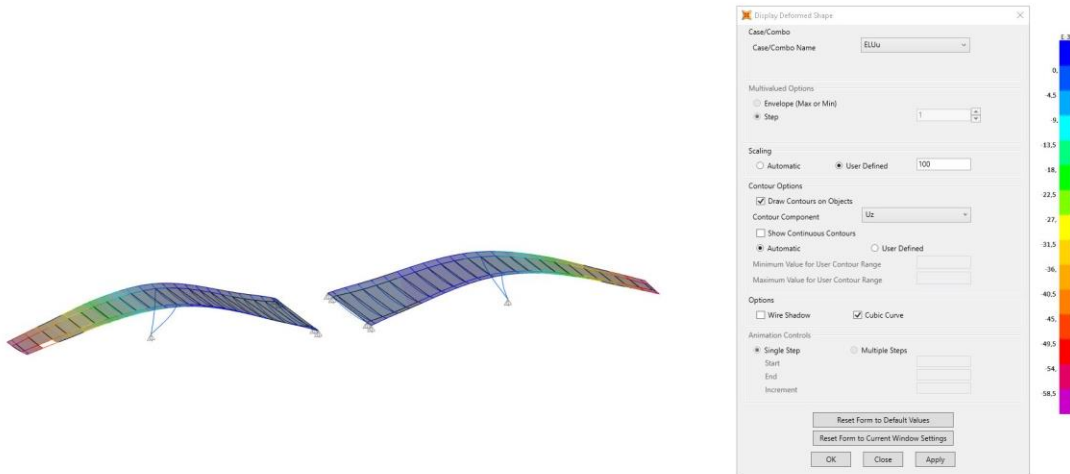 Display Deformed Shape
Case/Combo
Case/Combo Name
ELUu
Multivalued Options
Envelope (Max or Min)
Step
1
Scaling
Automatic
User Defined
100
Contour Options
Draw Contours on Objects
Contour Component
Uz
Show Continuous Contours
Automatic
User Defined
Minimum Value for User Contour Range
Maximum Value for User Contour Range
Options
Wire Shadow
Cubic Curve
Animation Controls
Single Step
Multiple Steps
Start
End
Increment
Reset Form to Default Values
Reset Form to Current Window Settings
OK
Close
Apply
0,
-4,5
-9,
-13,5
-18,
-22,5
-27,
-31,5
-36,
-40,5
-45,
-49,5
-54,
-58,5